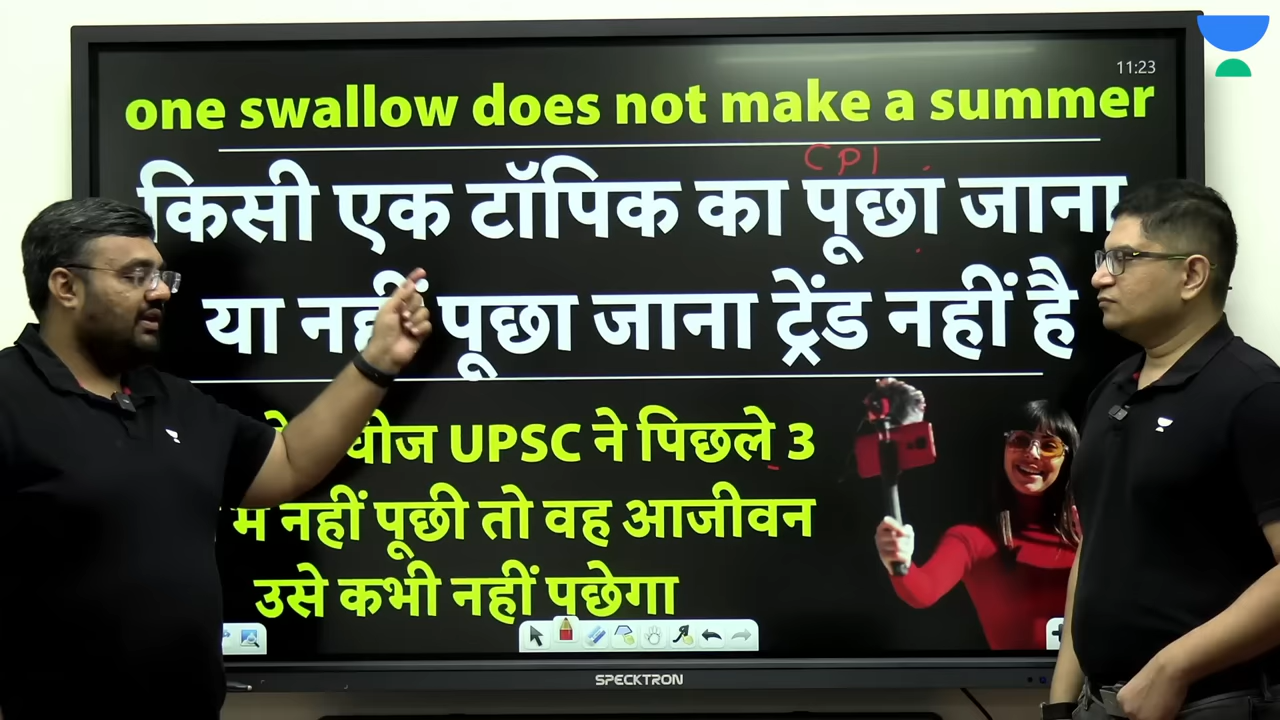 11:23
one swallow does not make a summer
CPI
किसी एक टॉपिक का पूछा जाना
या नहीं पूछा जाना ट्रेंड नहीं है
UPSC ने पिछले 3
नहीं पूछी तो वह आजीवन
उसे कभी नहीं पूछेगा
SPECKTRON